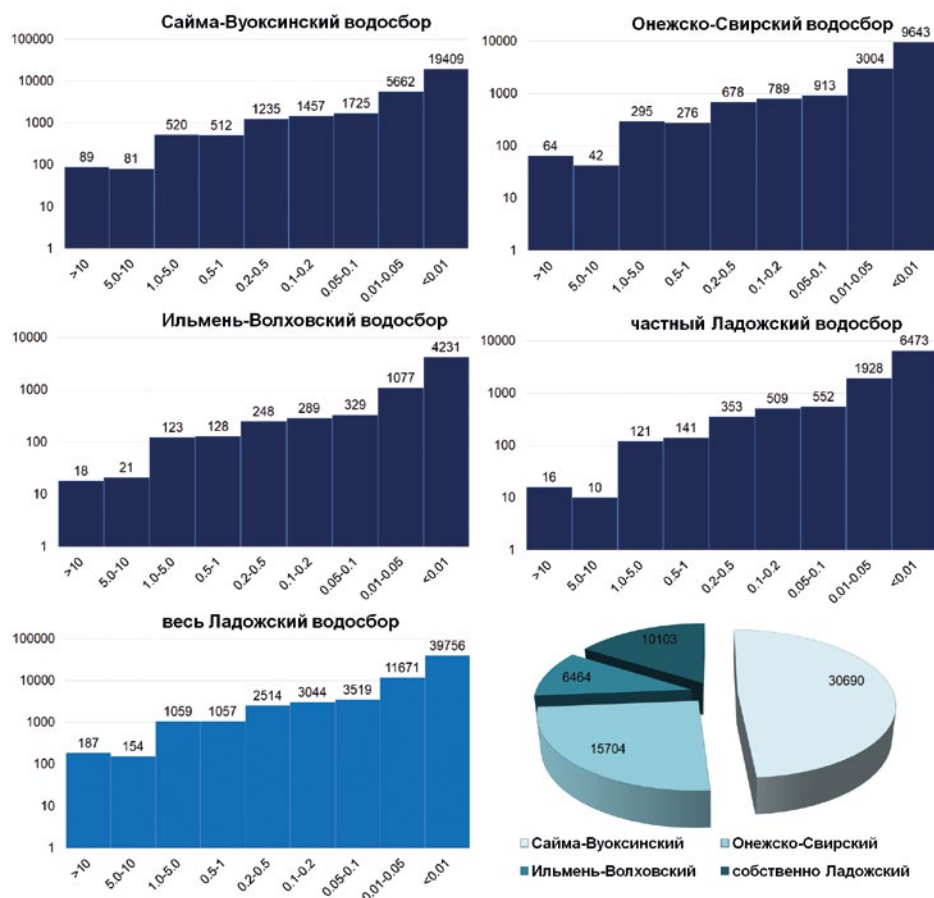 Сайма-Вуоксинский водосбор
100000
10000
1000
100
10
1
89 81 520 512 1235 1457 1725 5662 19409
>10 5.0-10 1.0-5.0 0.5-1 0.2-0.5 0.1-0.2 0.05-0.1 0.01-0.05 <0.01
Онежско-Свирский водосбор
10000
1000
100
10
1
64 42 295 276 678 789 913 3004 9643
>10 5.0-10 1.0-5.0 0.5-1 0.2-0.5 0.1-0.2 0.05-0.1 0.01-0.05 <0.01
Ильмень-Волховский водосбор
10000
1000
100
10
1
18 21 123 128 248 289 329 1077 4231
>10 5.0-10 1.0-5.0 0.5-1 0.2-0.5 0.1-0.2 0.05-0.1 0.01-0.05 <0.01
частный Ладожский водосбор
10000
1000
100
10
1
16 10 121 141 353 509 552 1928 6473
>10 5.0-10 1.0-5.0 0.5-1 0.2-0.5 0.1-0.2 0.05-0.1 0.01-0.05 <0.01
весь Ладожский водосбор
100000
10000
1000
100
10
1
187 154 1059 1057 2514 3044 3519 11671 39756
>10 5.0-10 1.0-5.0 0.5-1 0.2-0.5 0.1-0.2 0.05-0.1 0.01-0.05 <0.01
10103
6464
30690
15704
Сайма-Вуоксинский Онежско-Свирский
Ильмень-Волховский собственно Ладожский